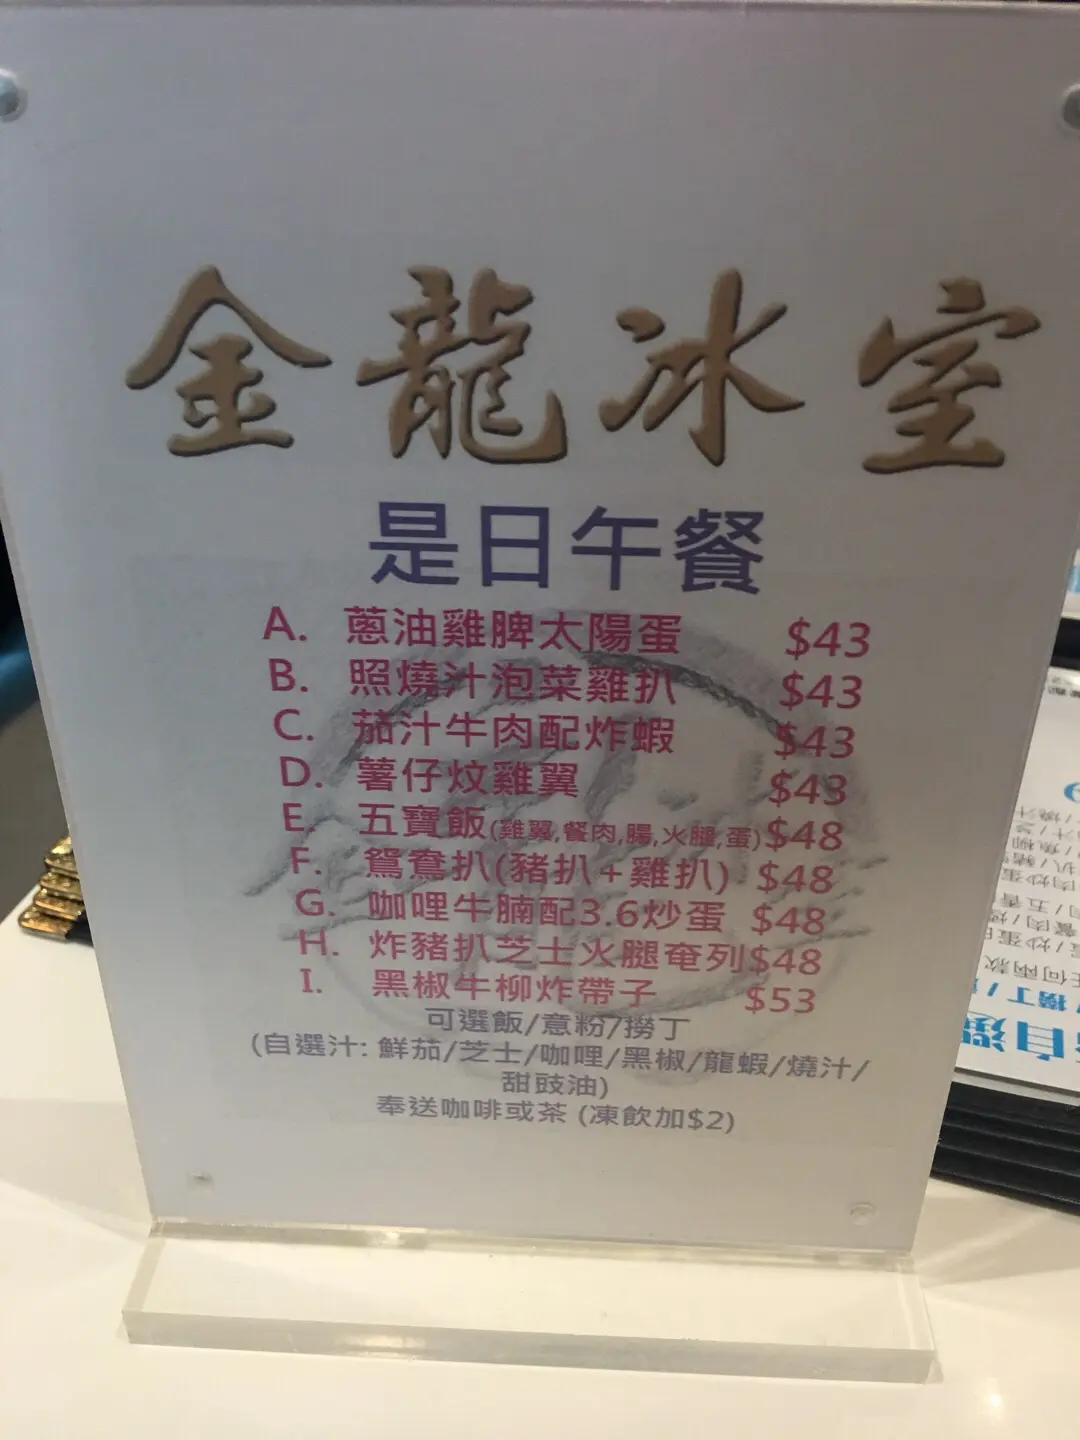 金龍冰室
是日午餐
A. 蔥油雞脾太陽蛋 $43
B. 照燒汁泡菜雞扒 $43
C. 茄汁牛肉配炸蝦 $43
D. 薯仔炆雞翼 $43
E. 五寶飯(雞翼,餐肉,腸,火腿,蛋) $48
F. 鴛鴦扒(豬扒+雞扒) $48
G. 咖哩牛腩配3.6炒蛋 $48
H. 炸豬扒芝士火腿奄列 $48
I. 黑椒牛柳炸帶子 $53
可選飯/意粉/撈丁
(自選汁: 鮮茄/芝士/咖哩/黑椒/龍蝦/燒汁/
甜豉油)
奉送咖啡或茶 (凍飲加$2)